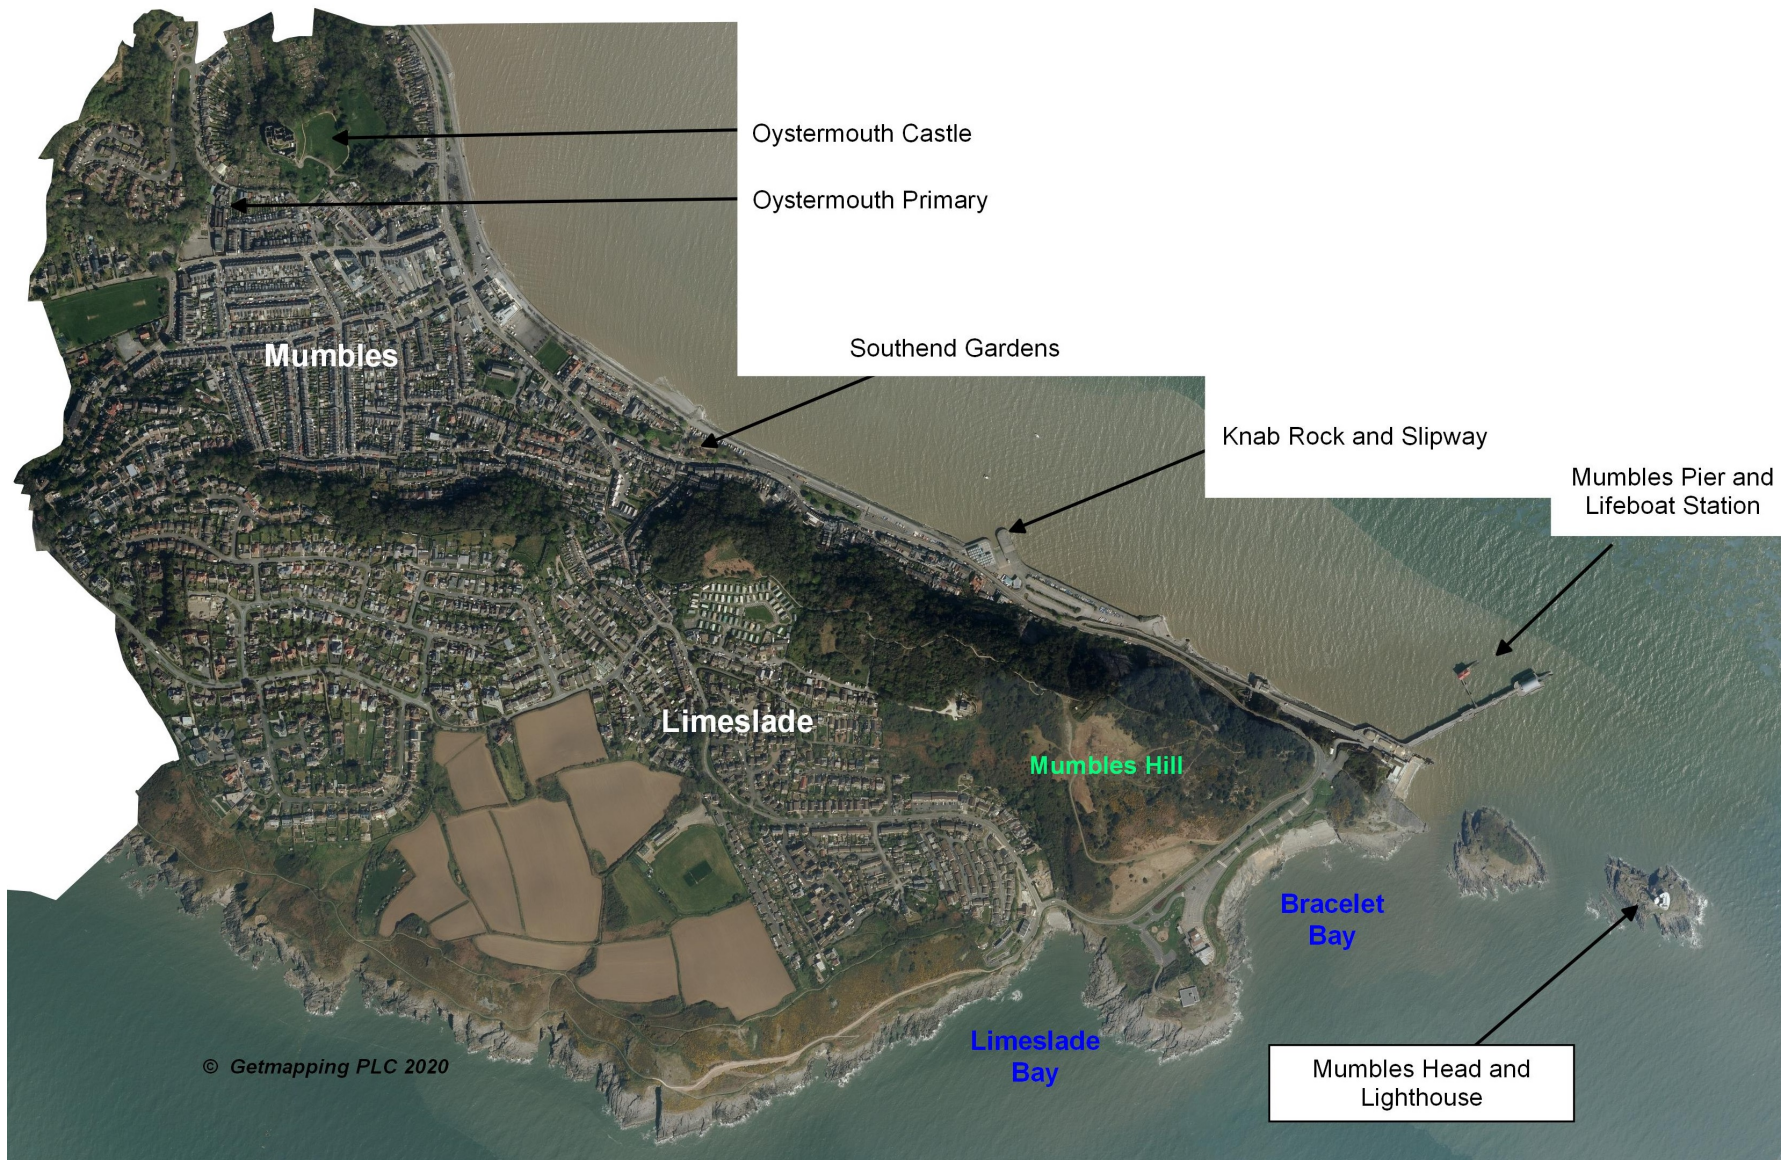 Oystermouth Castle
Oystermouth Primary
Southend Gardens
Mumbles
Knab Rock and Slipway
Mumbles Pier and
Lifeboat Station
Limeslade
Mumbles Hill
Bracelet
Bay
Limeslade
Bay
© Getmapping PLC 2020
Mumbles Head and
Lighthouse